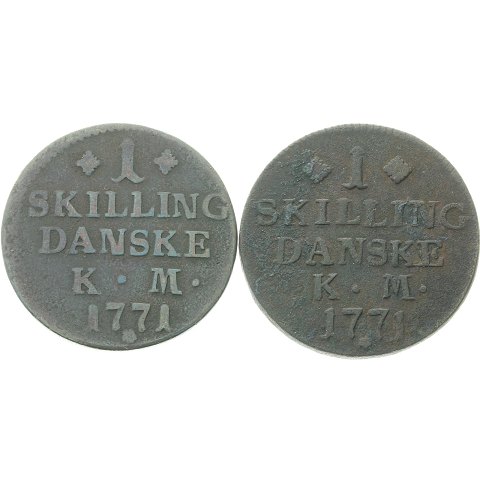 1
SKILLING
DANSKE
K · M ·
1771
1
SKILLING
DANSKE
K · M ·
1771